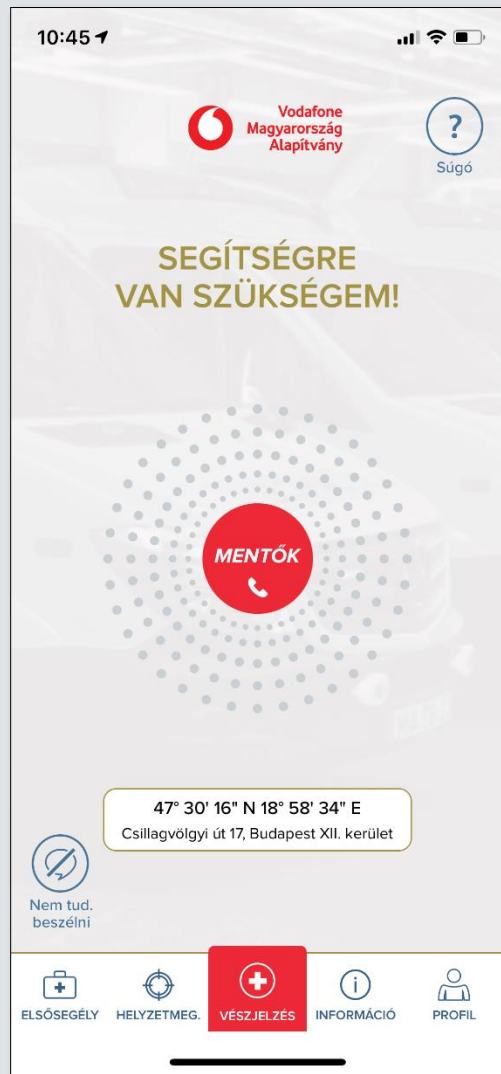 10:45
Vodafone
Magyarország
Alapítvány
?
Súgó
SEGÍTSÉGRE
VAN SZÜKSÉGEM!
MENTŐK
47° 30' 16" N 18° 58' 34" E
Csillagvölgyi út 17, Budapest XII. kerület
Nem tud.
beszélni
ELSŐSEGÉLY
HELYZETMEG.
VÉSZJELZÉS
INFORMÁCIÓ
PROFIL